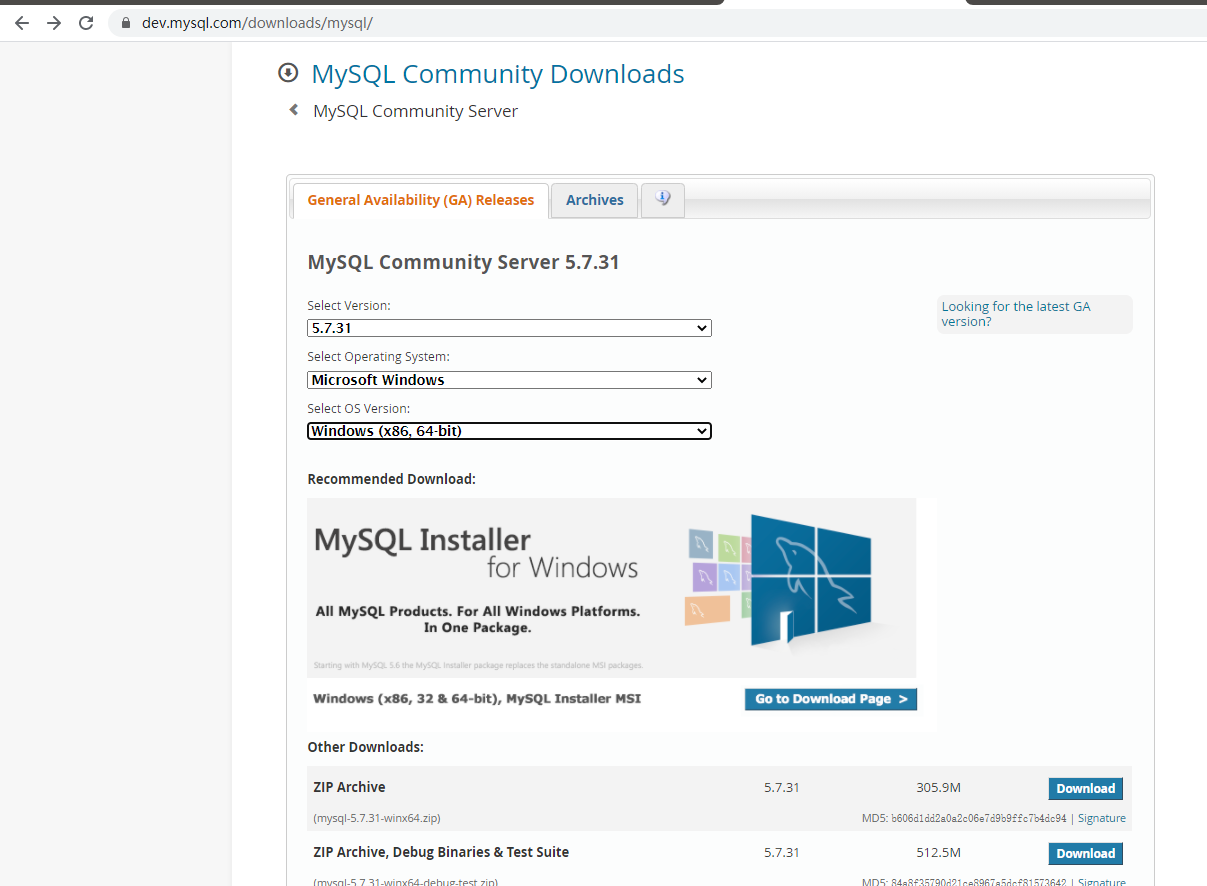 dev.mysql.com/downloads/mysql/
MySQL Community Downloads
MySQL Community Server
General Availability (GA) Releases
Archives
i
MySQL Community Server 5.7.31
Select Version:
5.7.31
Looking for the latest GA
version?
Select Operating System:
Microsoft Windows
Select OS Version:
Windows (x86, 64-bit)
Recommended Download:
MySQL Installer
for Windows
All MySQL Products. For All Windows Platforms.
In One Package.
Starting with MySQL 5.6 the MySQL Installer package replaces the standalone MSI packages.
Windows (x86, 32 & 64-bit), MySQL Installer MSI
Go to Download Page >
Other Downloads:
ZIP Archive 5.7.31 305.9M Download
(mysql-5.7.31-winx64.zip) MD5: b606d1dd2a0a2c06e7d9b9ffc7b4dc94 | Signature
ZIP Archive, Debug Binaries & Test Suite 5.7.31 512.5M Download
(mysql-5.7.31-winx64-debug-test.zip) MD5: 84a8f35790d21ce8967a5dcf81573642 | Signature